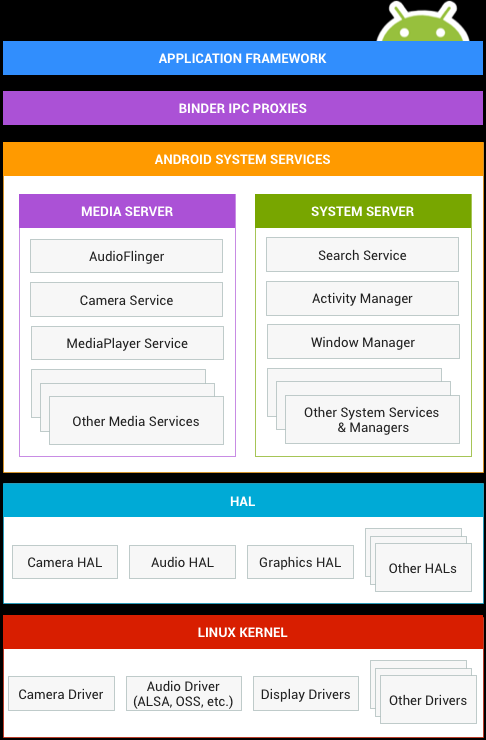 APPLICATION FRAMEWORK
BINDER IPC PROXIES
ANDROID SYSTEM SERVICES
MEDIA SERVER
AudioFlinger
Camera Service
MediaPlayer Service
Other Media Services
SYSTEM SERVER
Search Service
Activity Manager
Window Manager
Other System Services
& Managers
HAL
Camera HAL
Audio HAL
Graphics HAL
Other HALs
LINUX KERNEL
Camera Driver
Audio Driver
(ALSA, OSS, etc.)
Display Drivers
Other Drivers